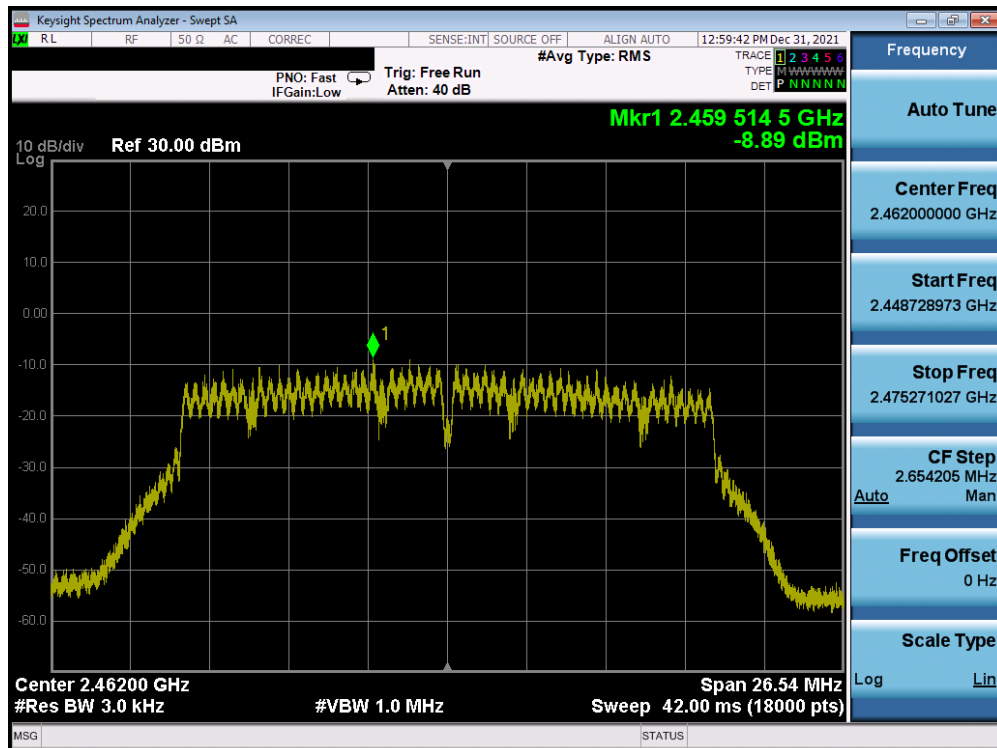 Keysight Spectrum Analyzer - Swept SA
LXI RL RF 50 Ω AC CORREC SENSE:INT SOURCE OFF ALIGN AUTO 12:59:42 PM Dec 31, 2021
#Avg Type: RMS
TRACE 1 2 3 4 5 6
PNO: Fast Trig: Free Run
TYPE M WWWWW
IFGain:Low Atten: 40 dB
DET P N N N N N
Mkr1 2.459 514 5 GHz
-8.89 dBm
10 dB/div Ref 30.00 dBm
Log
20.0
10.0
0.00
1
-10.0
-20.0
-30.0
-40.0
-50.0
-60.0
Center 2.46200 GHz Span 26.54 MHz
#Res BW 3.0 kHz #VBW 1.0 MHz Sweep 42.00 ms (18000 pts)
MSG STATUS
Frequency
Auto Tune
Center Freq
2.462000000 GHz
Start Freq
2.448728973 GHz
Stop Freq
2.475271027 GHz
CF Step
2.654205 MHz
Auto Man
Freq Offset
0 Hz
Scale Type
Log Lin